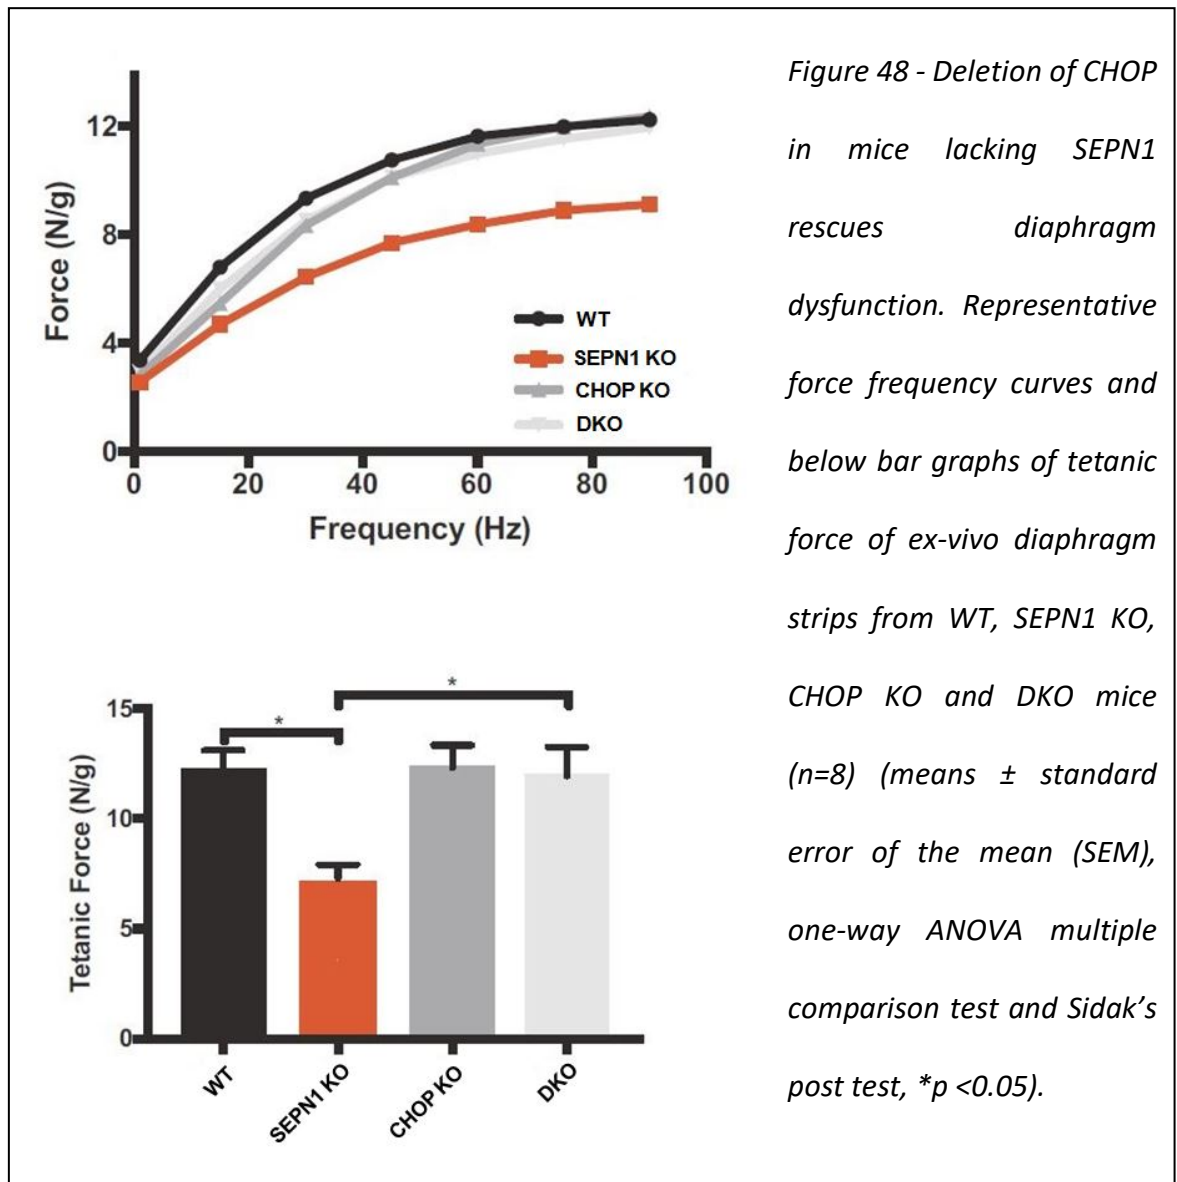 12
8
4
0
Force (N/g)
WT
SEPN1 KO
CHOP KO
DKO
0 20 40 60 80 100
Frequency (Hz)
*
*
15
10
5
0
Tetanic Force (N/g)
WT
SEPN1 KO
CHOP KO
DKO
Figure 48 - Deletion of CHOP
in mice lacking SEPN1
rescues diaphragm
dysfunction. Representative
force frequency curves and
below bar graphs of tetanic
force of ex-vivo diaphragm
strips from WT, SEPN1 KO,
CHOP KO and DKO mice
(n=8) (means ± standard
error of the mean (SEM),
one-way ANOVA multiple
comparison test and Sidak’s
post test, *p <0.05).